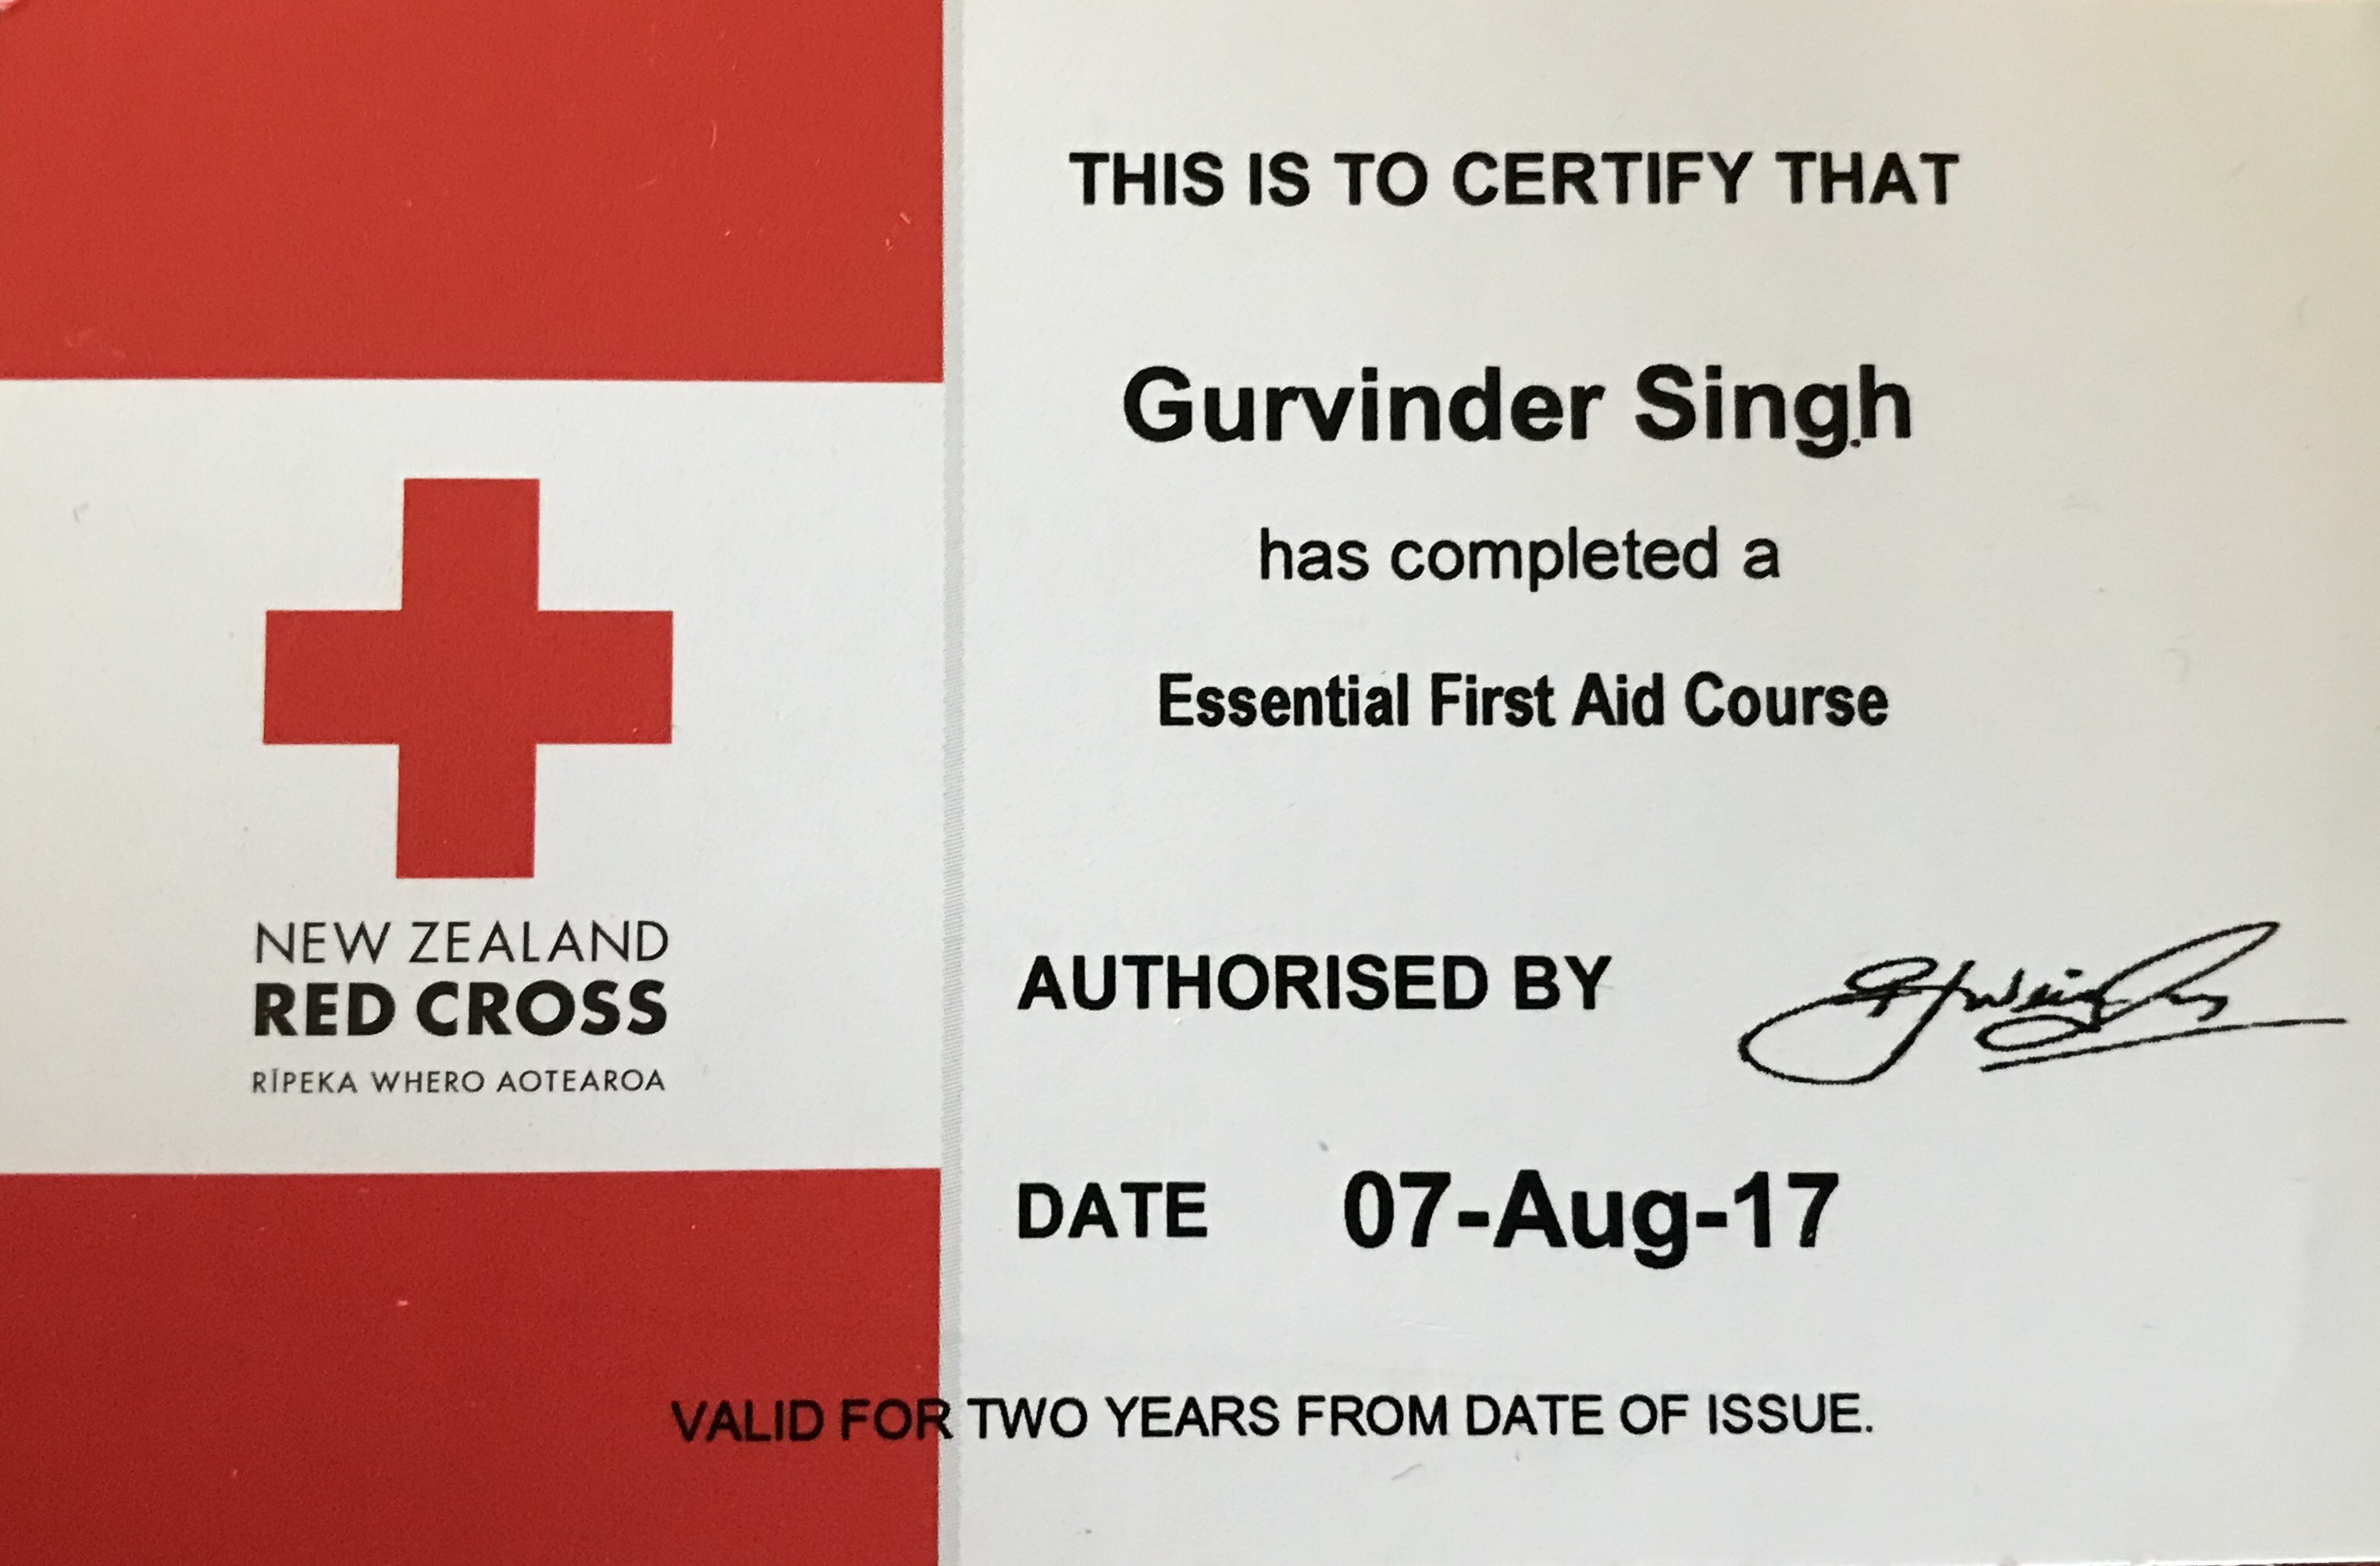 NEW ZEALAND
RED CROSS
RĪPEKA WHERO AOTEAROA
THIS IS TO CERTIFY THAT
Gurvinder Singh
has completed a
Essential First Aid Course
AUTHORISED BY
DATE 07-Aug-17
VALID FOR TWO YEARS FROM DATE OF ISSUE.